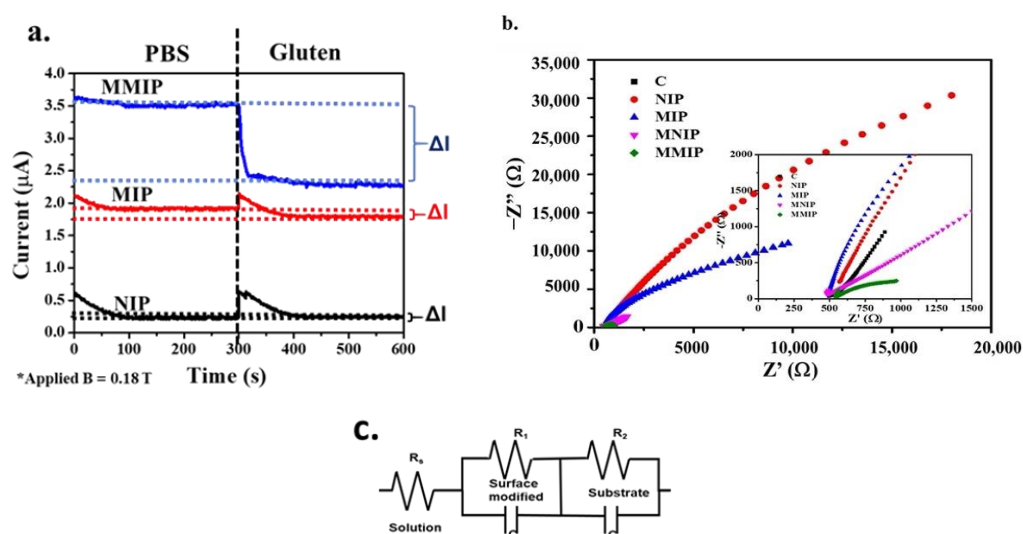 a.
PBS
Gluten
4.0
3.5
3.0
2.5
2.0
1.5
1.0
0.5
0.0
Current (μA)
MMIP
MIP
NIP
ΔI
ΔI
ΔI
0
100
200
300
400
500
600
*Applied B = 0.18 T
Time (s)
b.
35,000
30,000
25,000
20,000
15,000
10,000
5000
0
−Z’’ (Ω)
C
NIP
MIP
MNIP
MMIP
0
5000
10,000
15,000
20,000
Z’ (Ω)
2000
1500
1000
500
0
-Z'' (Ω)
C
NIP
MIP
MNIP
MMIP
0
250
500
750
1000
1250
1500
Z' (Ω)
c.
Rs
Solution
R1
Surface
modified
R2
Substrate